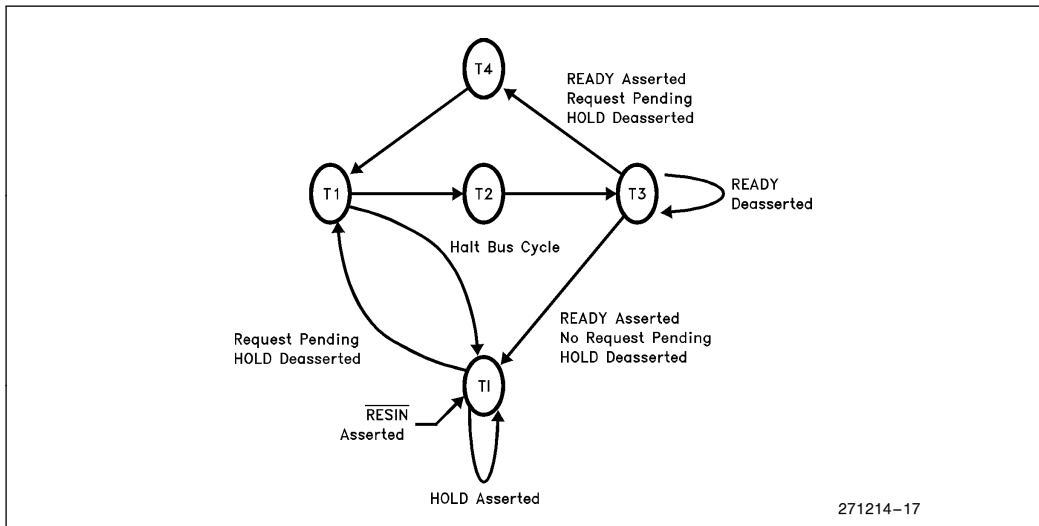 T4
READY Asserted
Request Pending
HOLD Deasserted
T1
T2
T3
READY
Deasserted
Halt Bus Cycle
Request Pending
HOLD Deasserted
READY Asserted
No Request Pending
HOLD Deasserted
TI
RESIN
Asserted
HOLD Asserted
271214–17